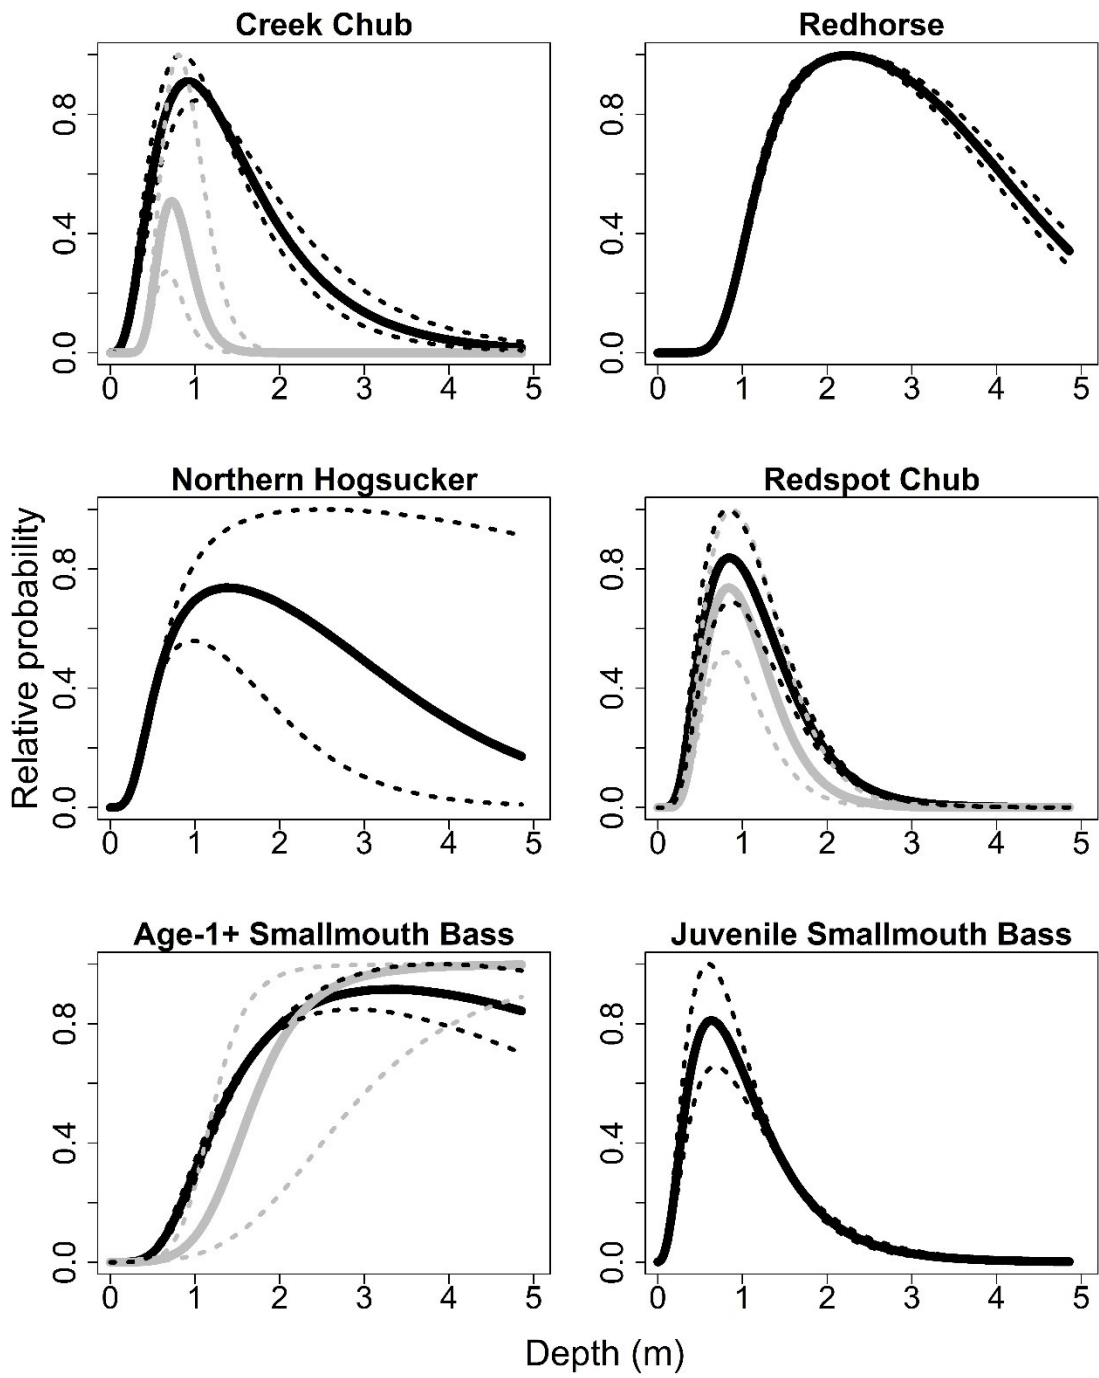 Creek Chub
Redhorse
0.0 0.4 0.8
0 1 2 3 4 5
0.0 0.4 0.8
0 1 2 3 4 5
Northern Hogsucker
Redspot Chub
Relative probability
0.0 0.4 0.8
0 1 2 3 4 5
0.0 0.4 0.8
0 1 2 3 4 5
Age-1+ Smallmouth Bass
Juvenile Smallmouth Bass
0.0 0.4 0.8
0 1 2 3 4 5
0.0 0.4 0.8
0 1 2 3 4 5
Depth (m)